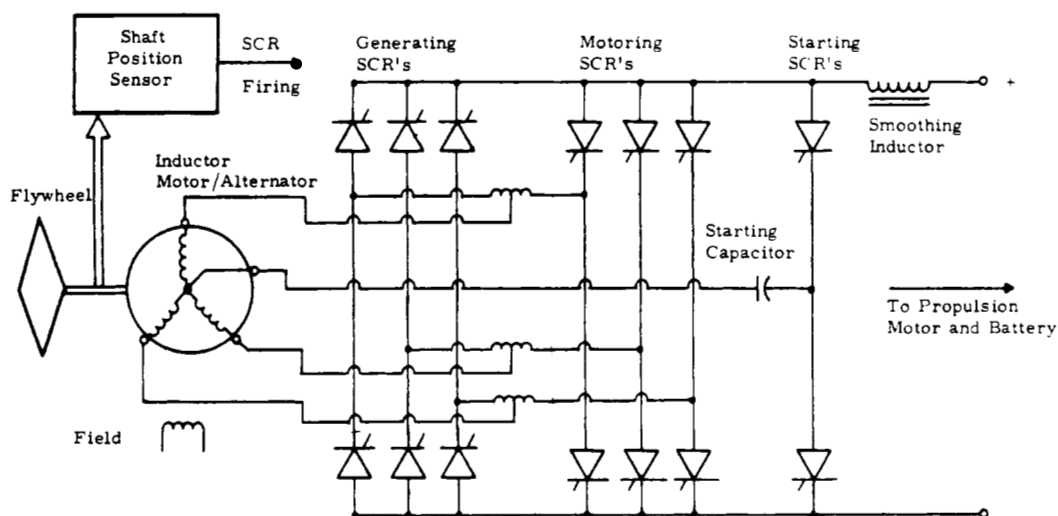 Shaft
Position
Sensor
SCR
Firing
Generating
SCR's
Motoring
SCR's
Starting
SCR's
+
Smoothing
Inductor
Inductor
Motor/Alternator
Flywheel
Starting
Capacitor
To Propulsion
Motor and Battery
Field